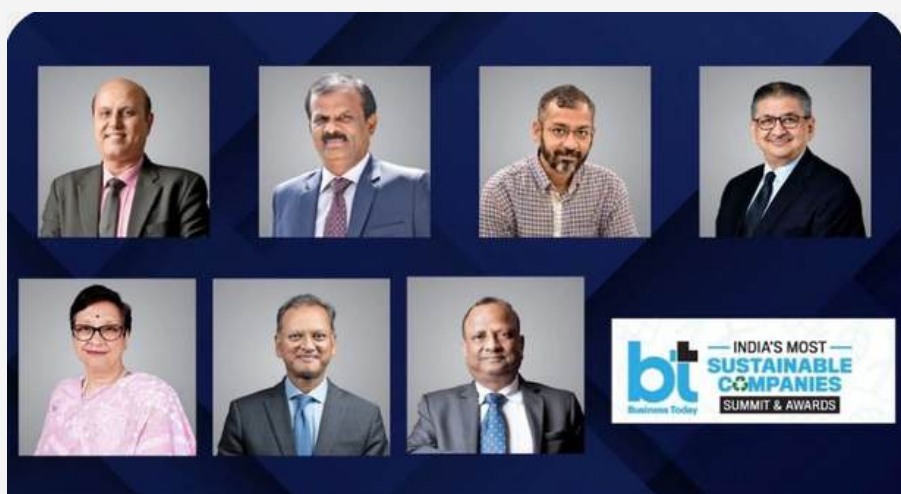 bt
Business Today
INDIA'S MOST
SUSTAINABLE
COMPANIES
SUMMIT & AWARDS